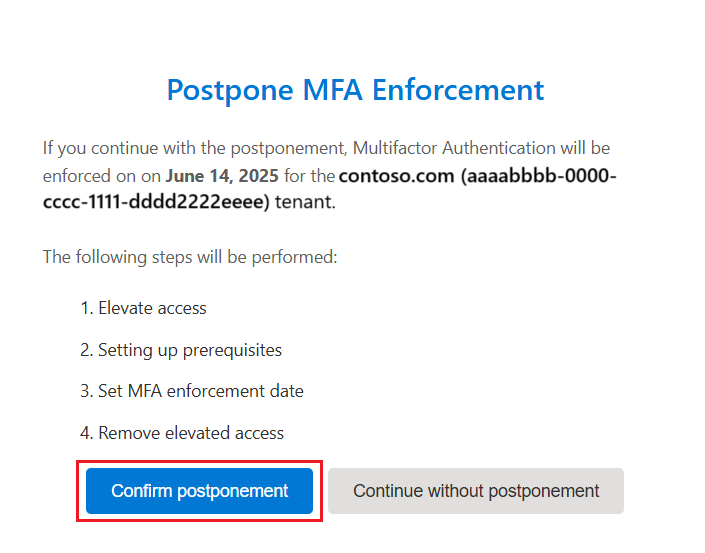 Postpone MFA Enforcement
If you continue with the postponement, Multifactor Authentication will be
enforced on on June 14, 2025 for the contoso.com (aaaabbbb-0000-
cccc-1111-dddd2222eeee) tenant.
The following steps will be performed:
1. Elevate access
2. Setting up prerequisites
3. Set MFA enforcement date
4. Remove elevated access
Confirm postponement
Continue without postponement